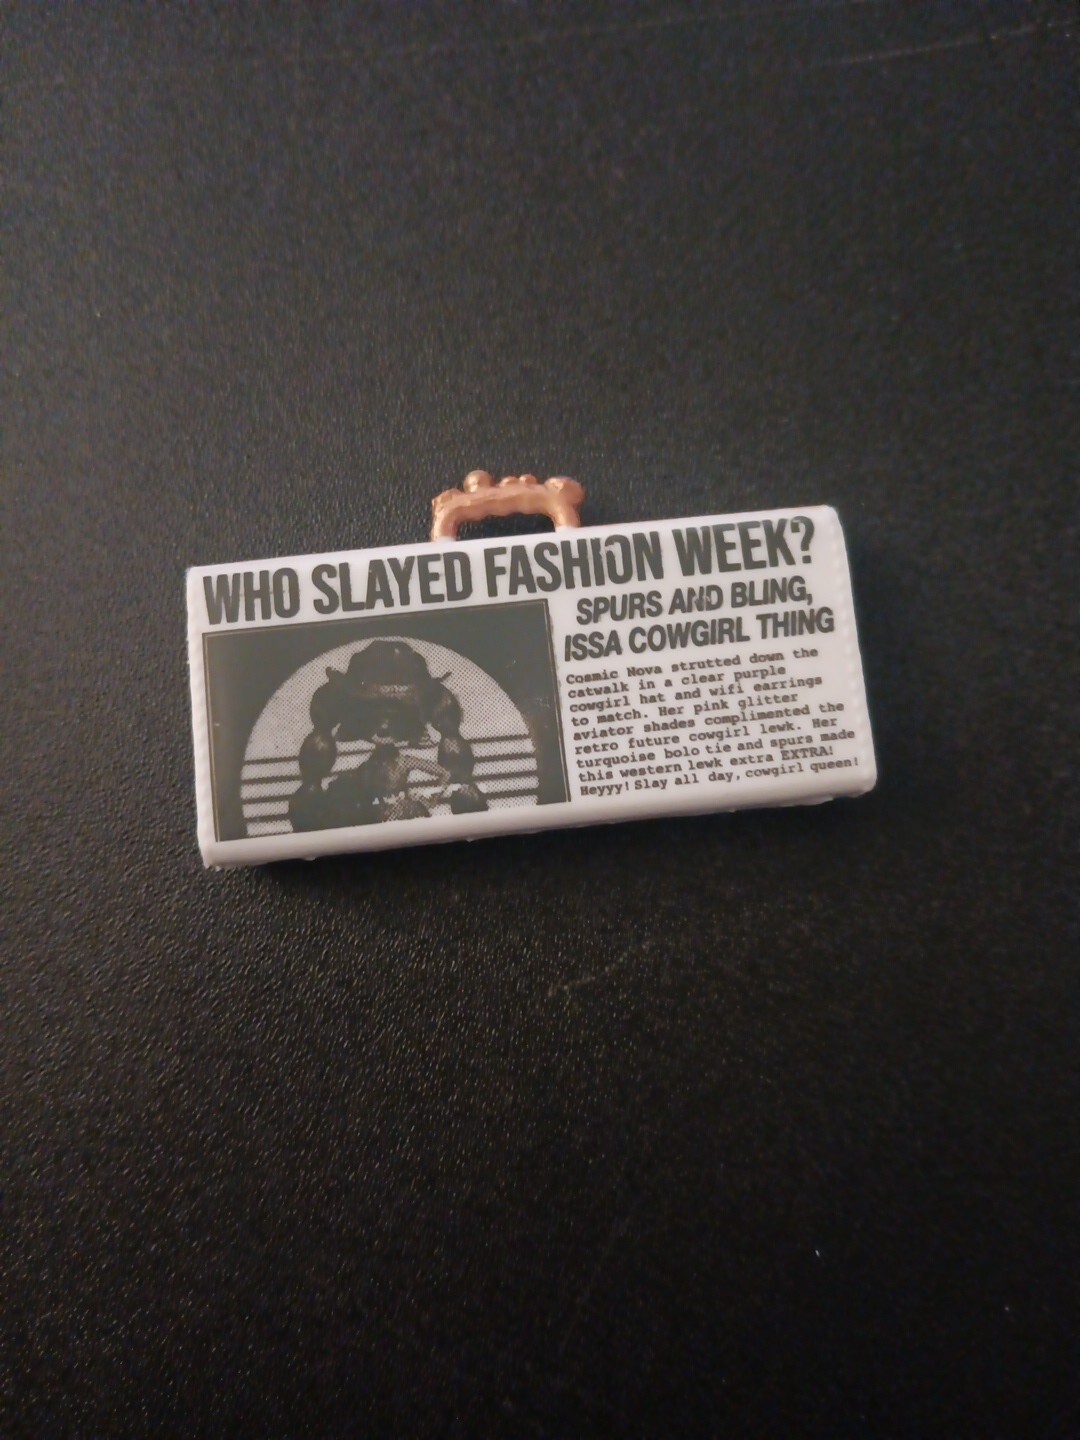 WHO SLAYED FASHION WEEK?
SPURS AND BLING,
ISSA COWGIRL THING
Cosmic Nova strutted down the
catwalk in a clear purple
cowgirl hat and wifi earrings
to match. Her pink glitter
aviator shades complimented the
retro future cowgirl lewk. Her
turquoise bolo tie and spurs made
this western lewk extra EXTRA!
Heyyy! Slay all day, cowgirl queen!